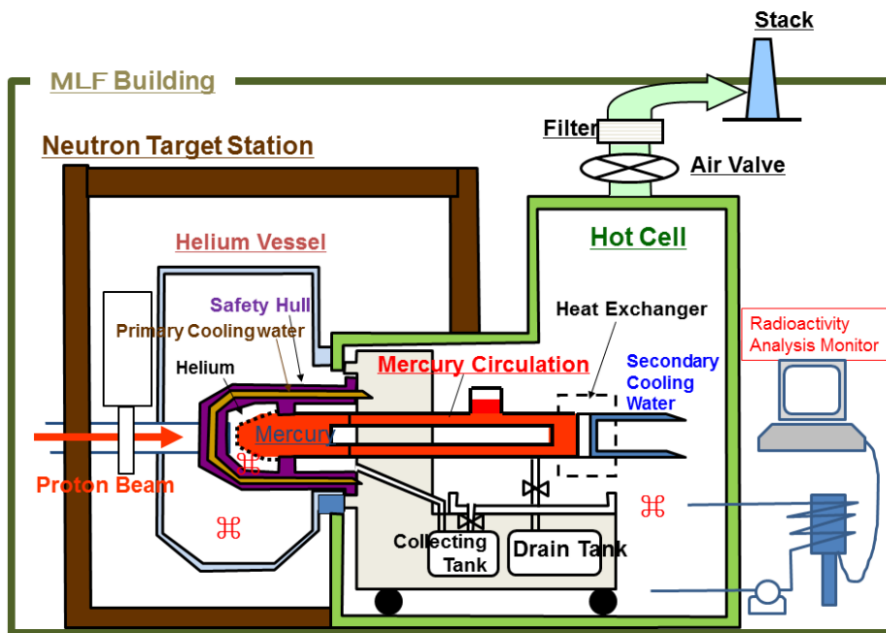 Stack
MLF Building
Filter
Neutron Target Station
Air Valve
Helium Vessel
Hot Cell
Safety Hull
Heat Exchanger
Primary Cooling water
Radioactivity
Analysis Monitor
Mercury Circulation
Secondary
Cooling
Water
Helium
Mercury
⌘
Proton Beam
⌘
⌘
Collecting
Tank
Drain Tank